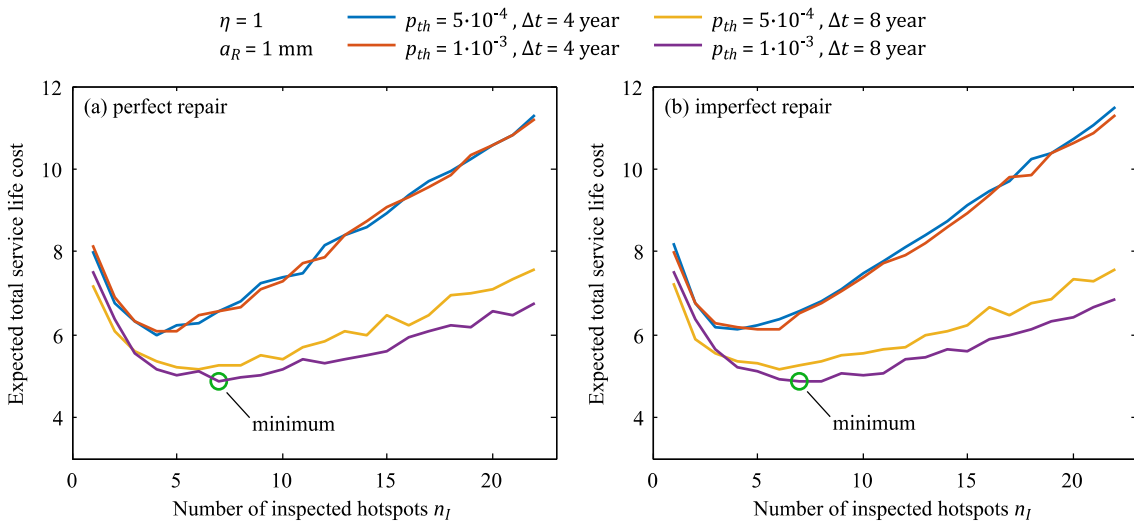 η = 1
p_th = 5·10⁻⁴ , Δt = 4 year
p_th = 5·10⁻⁴ , Δt = 8 year
a_R = 1 mm
p_th = 1·10⁻³ , Δt = 4 year
p_th = 1·10⁻³ , Δt = 8 year
(a) perfect repair
12
10
8
6
4
Expected total service life cost
minimum
0
5
10
15
20
Number of inspected hotspots n_I
(b) imperfect repair
12
10
8
6
4
Expected total service life cost
minimum
0
5
10
15
20
Number of inspected hotspots n_I